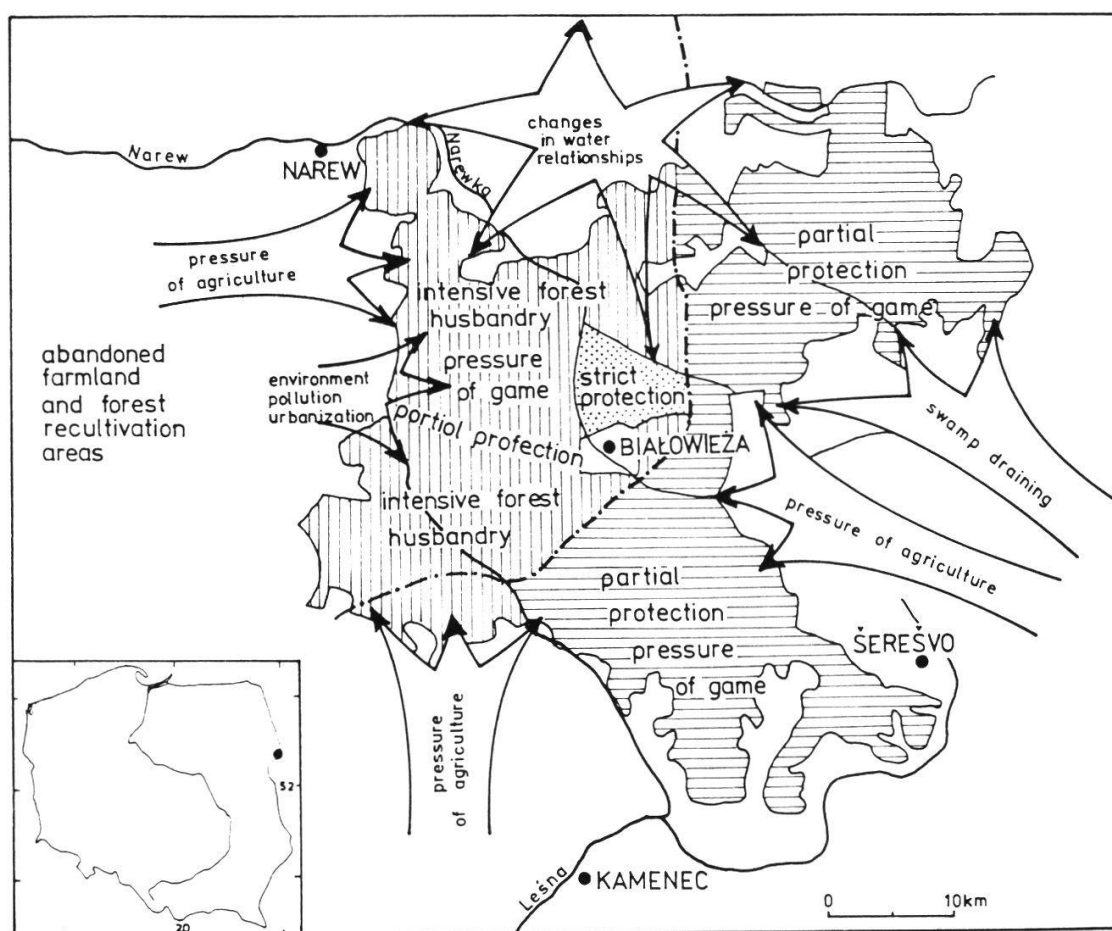 changes
in water
relationships
Narew
NAREW
Narewka
pressure
of agriculture
partial
protection
pressure of game
intensive forest
husbandry
abandoned
farmland
and forest
recultivation
areas
environment
pollution
urbanization
pressure
of game
strict
protection
partial protection
BIAŁOWIEŻA
swamp draining
intensive forest
husbandry
pressure of agriculture
partial
protection
pressure
of game
ŠEREŠVO
pressure
of agriculture
52
20
Leśna
KAMENEC
0 10km